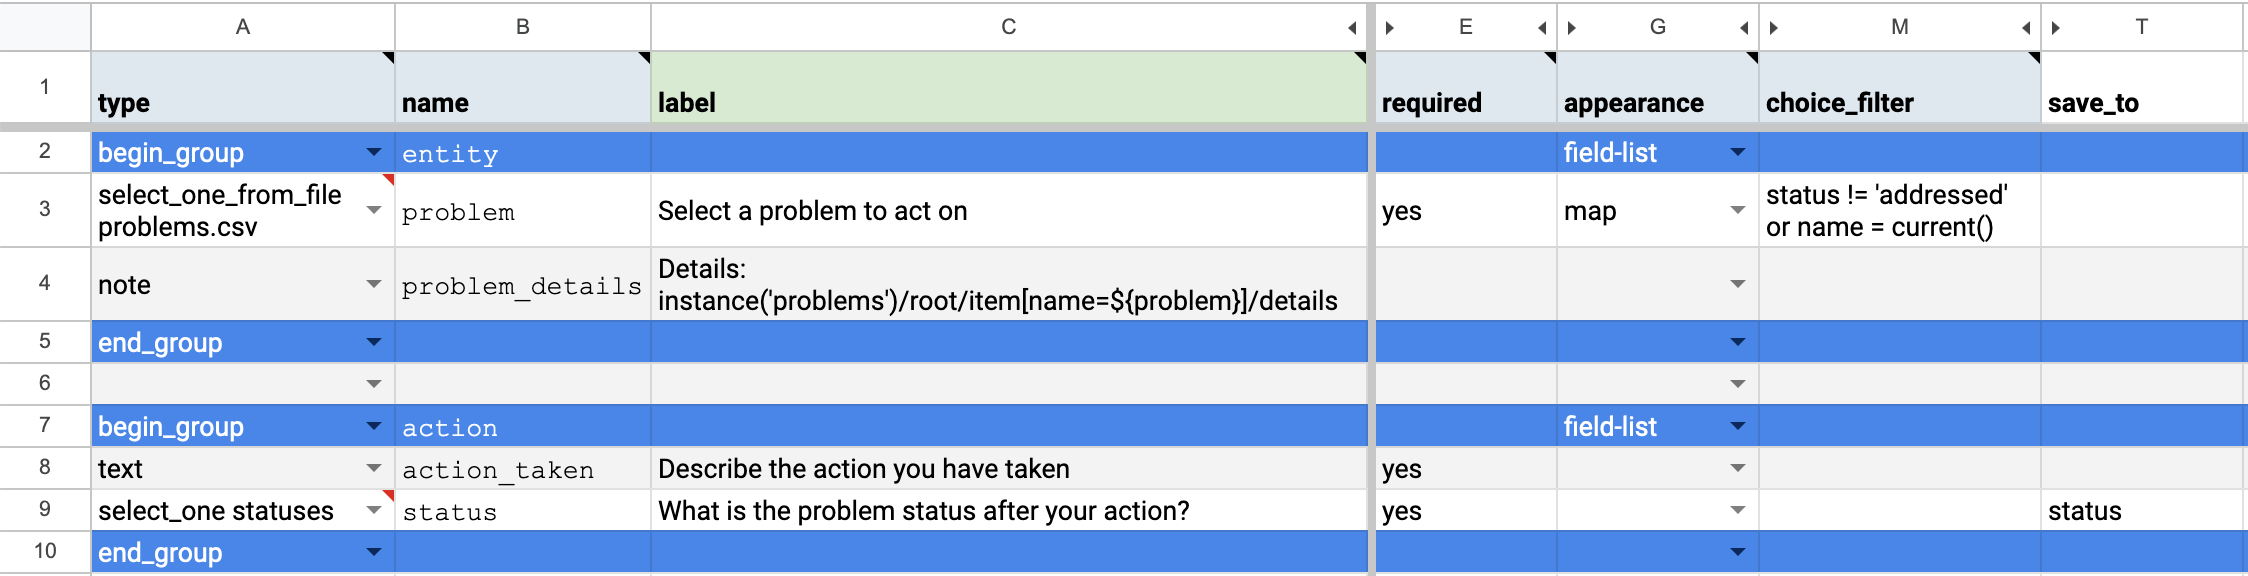 A B C E G M T
1 type name label required appearance choice_filter save_to
2 begin_group entity field-list
3 select_one_from_file problems.csv problem Select a problem to act on yes map status != 'addressed' or name = current()
4 note problem_details Details: instance('problems')/root/item[name=${problem}]/details
5 end_group
6
7 begin_group action field-list
8 text action_taken Describe the action you have taken yes
9 select_one statuses status What is the problem status after your action? yes status
10 end_group